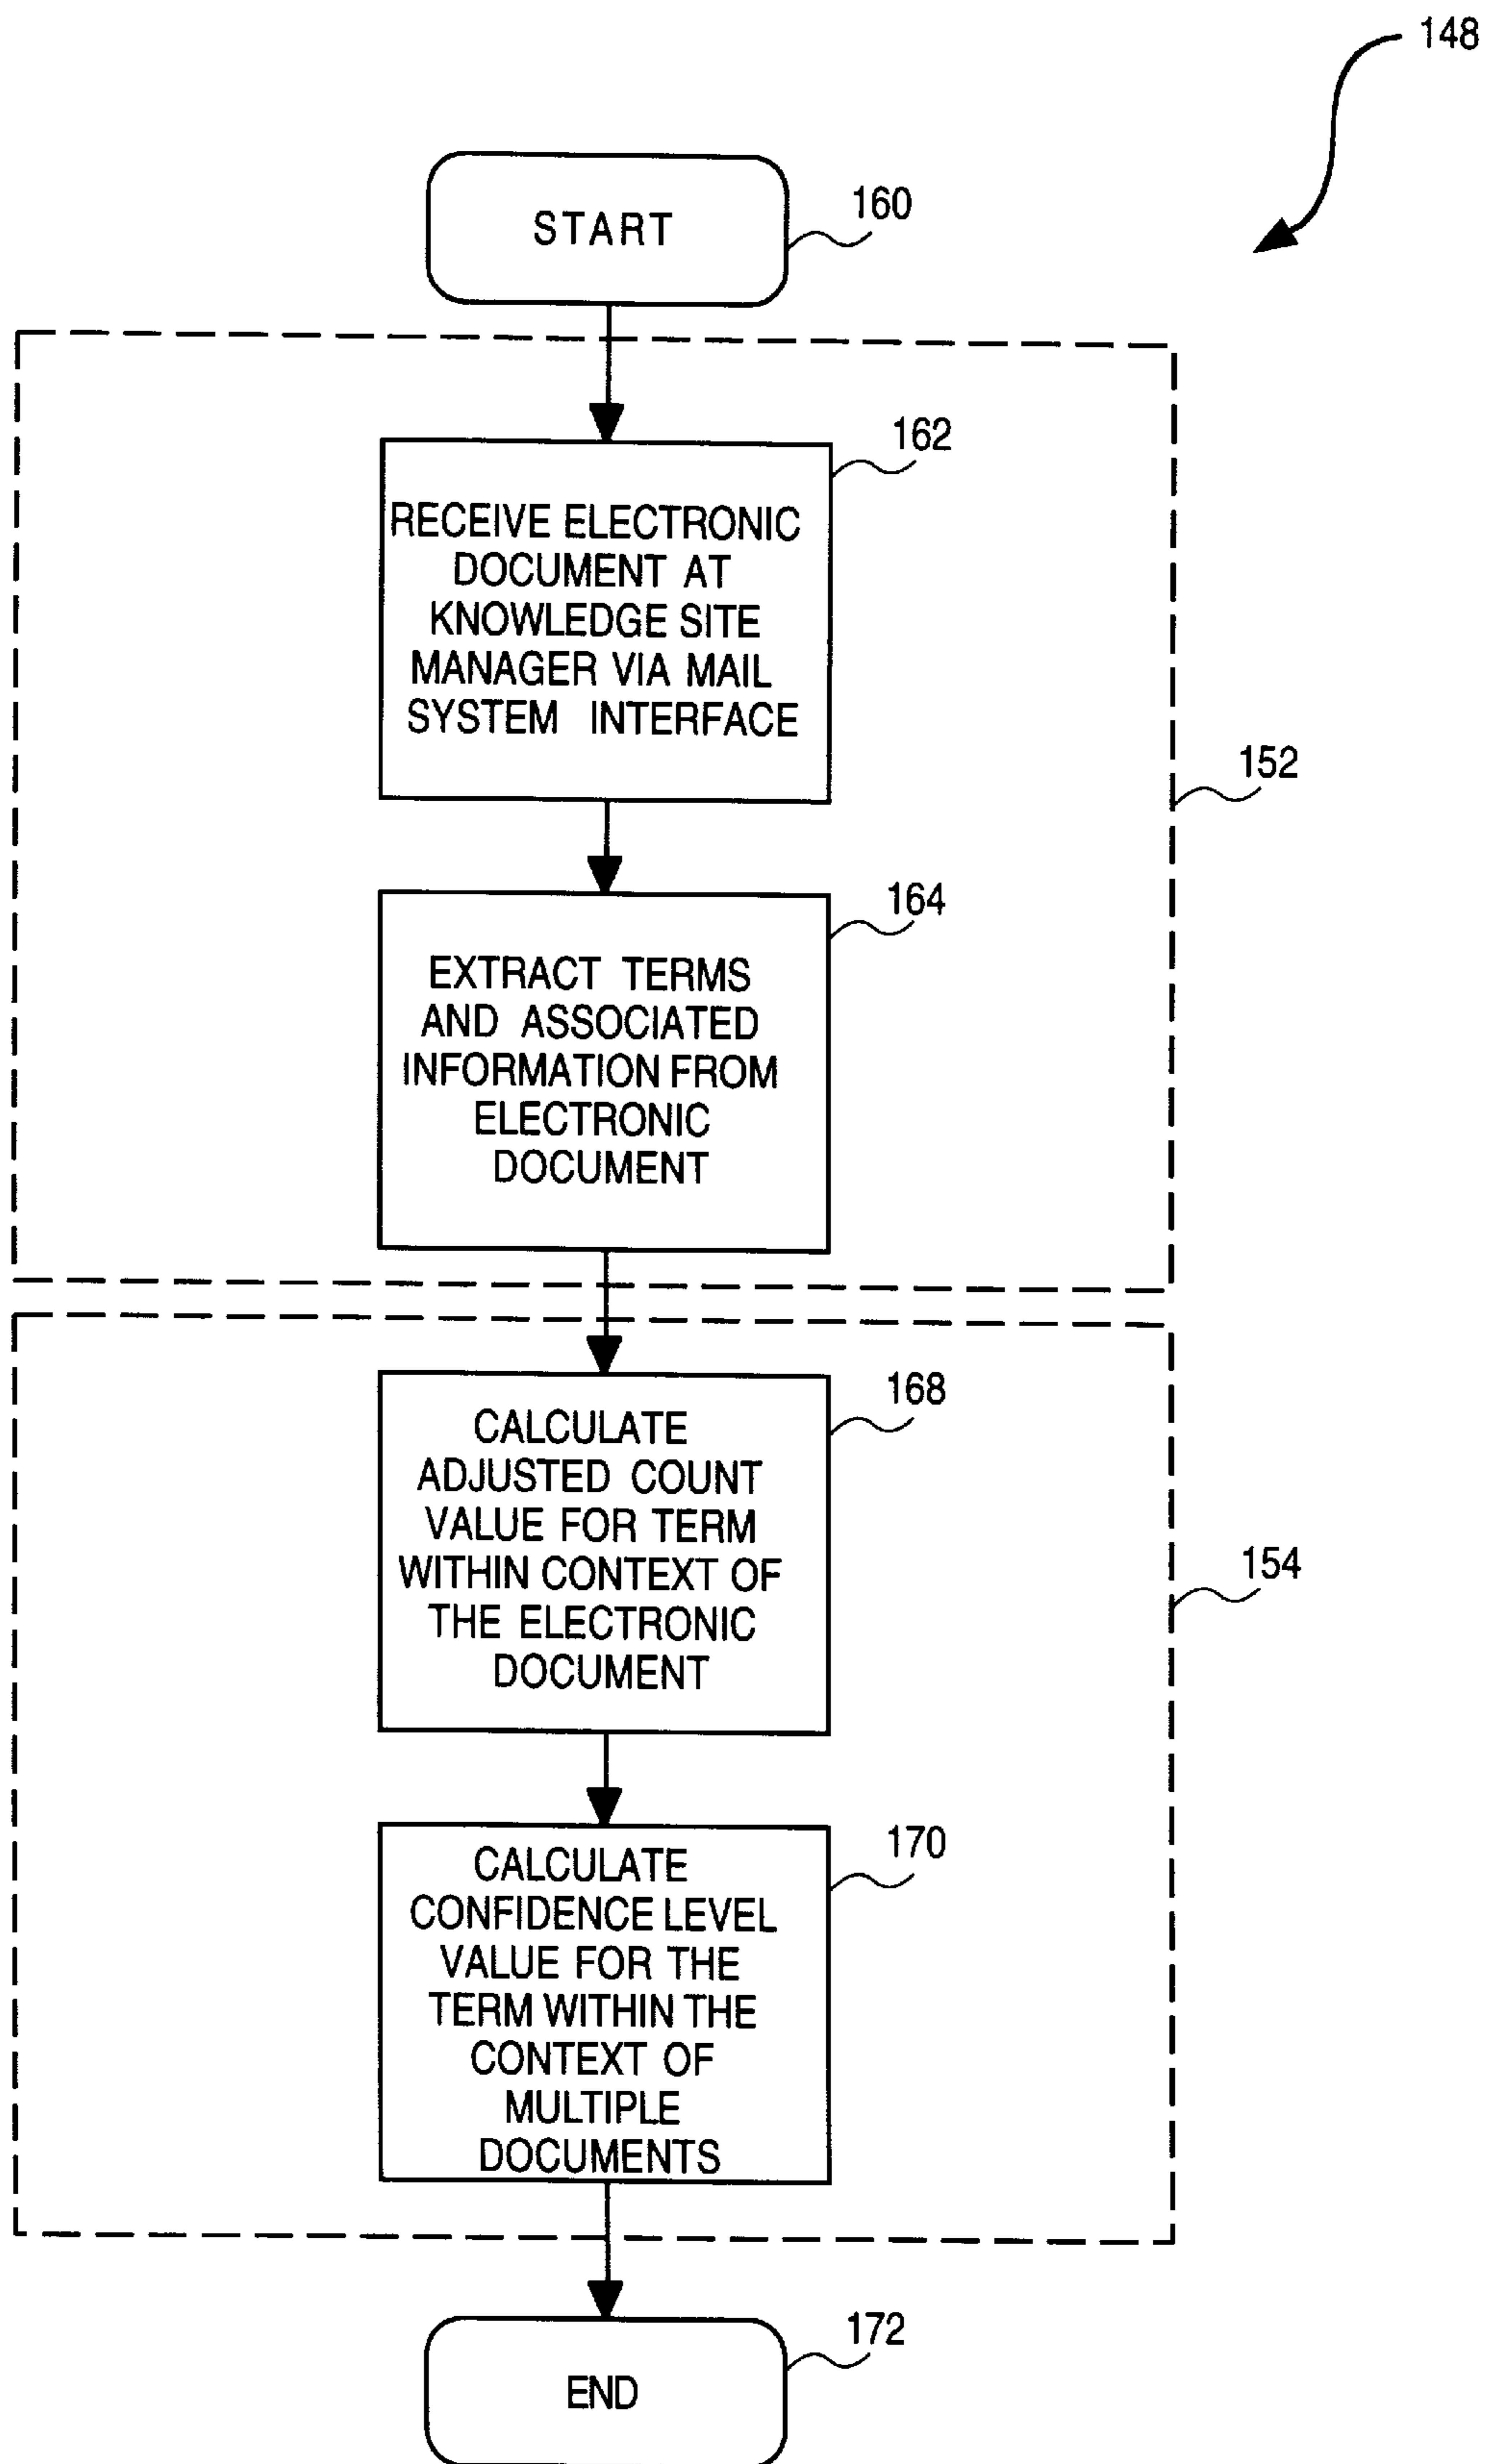 148
START
160
162
RECEIVE ELECTRONIC
DOCUMENT AT
KNOWLEDGE SITE
MANAGER VIA MAIL
SYSTEM INTERFACE
152
164
EXTRACT TERMS
AND ASSOCIATED
INFORMATION FROM
ELECTRONIC
DOCUMENT
168
CALCULATE
ADJUSTED COUNT
VALUE FOR TERM
WITHIN CONTEXT OF
THE ELECTRONIC
DOCUMENT
154
170
CALCULATE
CONFIDENCE LEVEL
VALUE FOR THE
TERM WITHIN THE
CONTEXT OF
MULTIPLE
DOCUMENTS
172
END